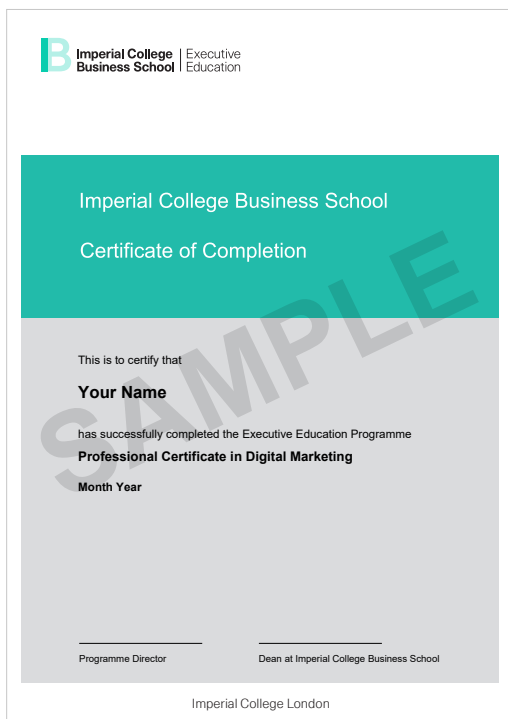 B Imperial College Business School | Executive Education
Imperial College Business School
Certificate of Completion
SAMPLE
This is to certify that
Your Name
has successfully completed the Executive Education Programme
Professional Certificate in Digital Marketing
Month Year
Programme Director
Dean at Imperial College Business School
Imperial College London